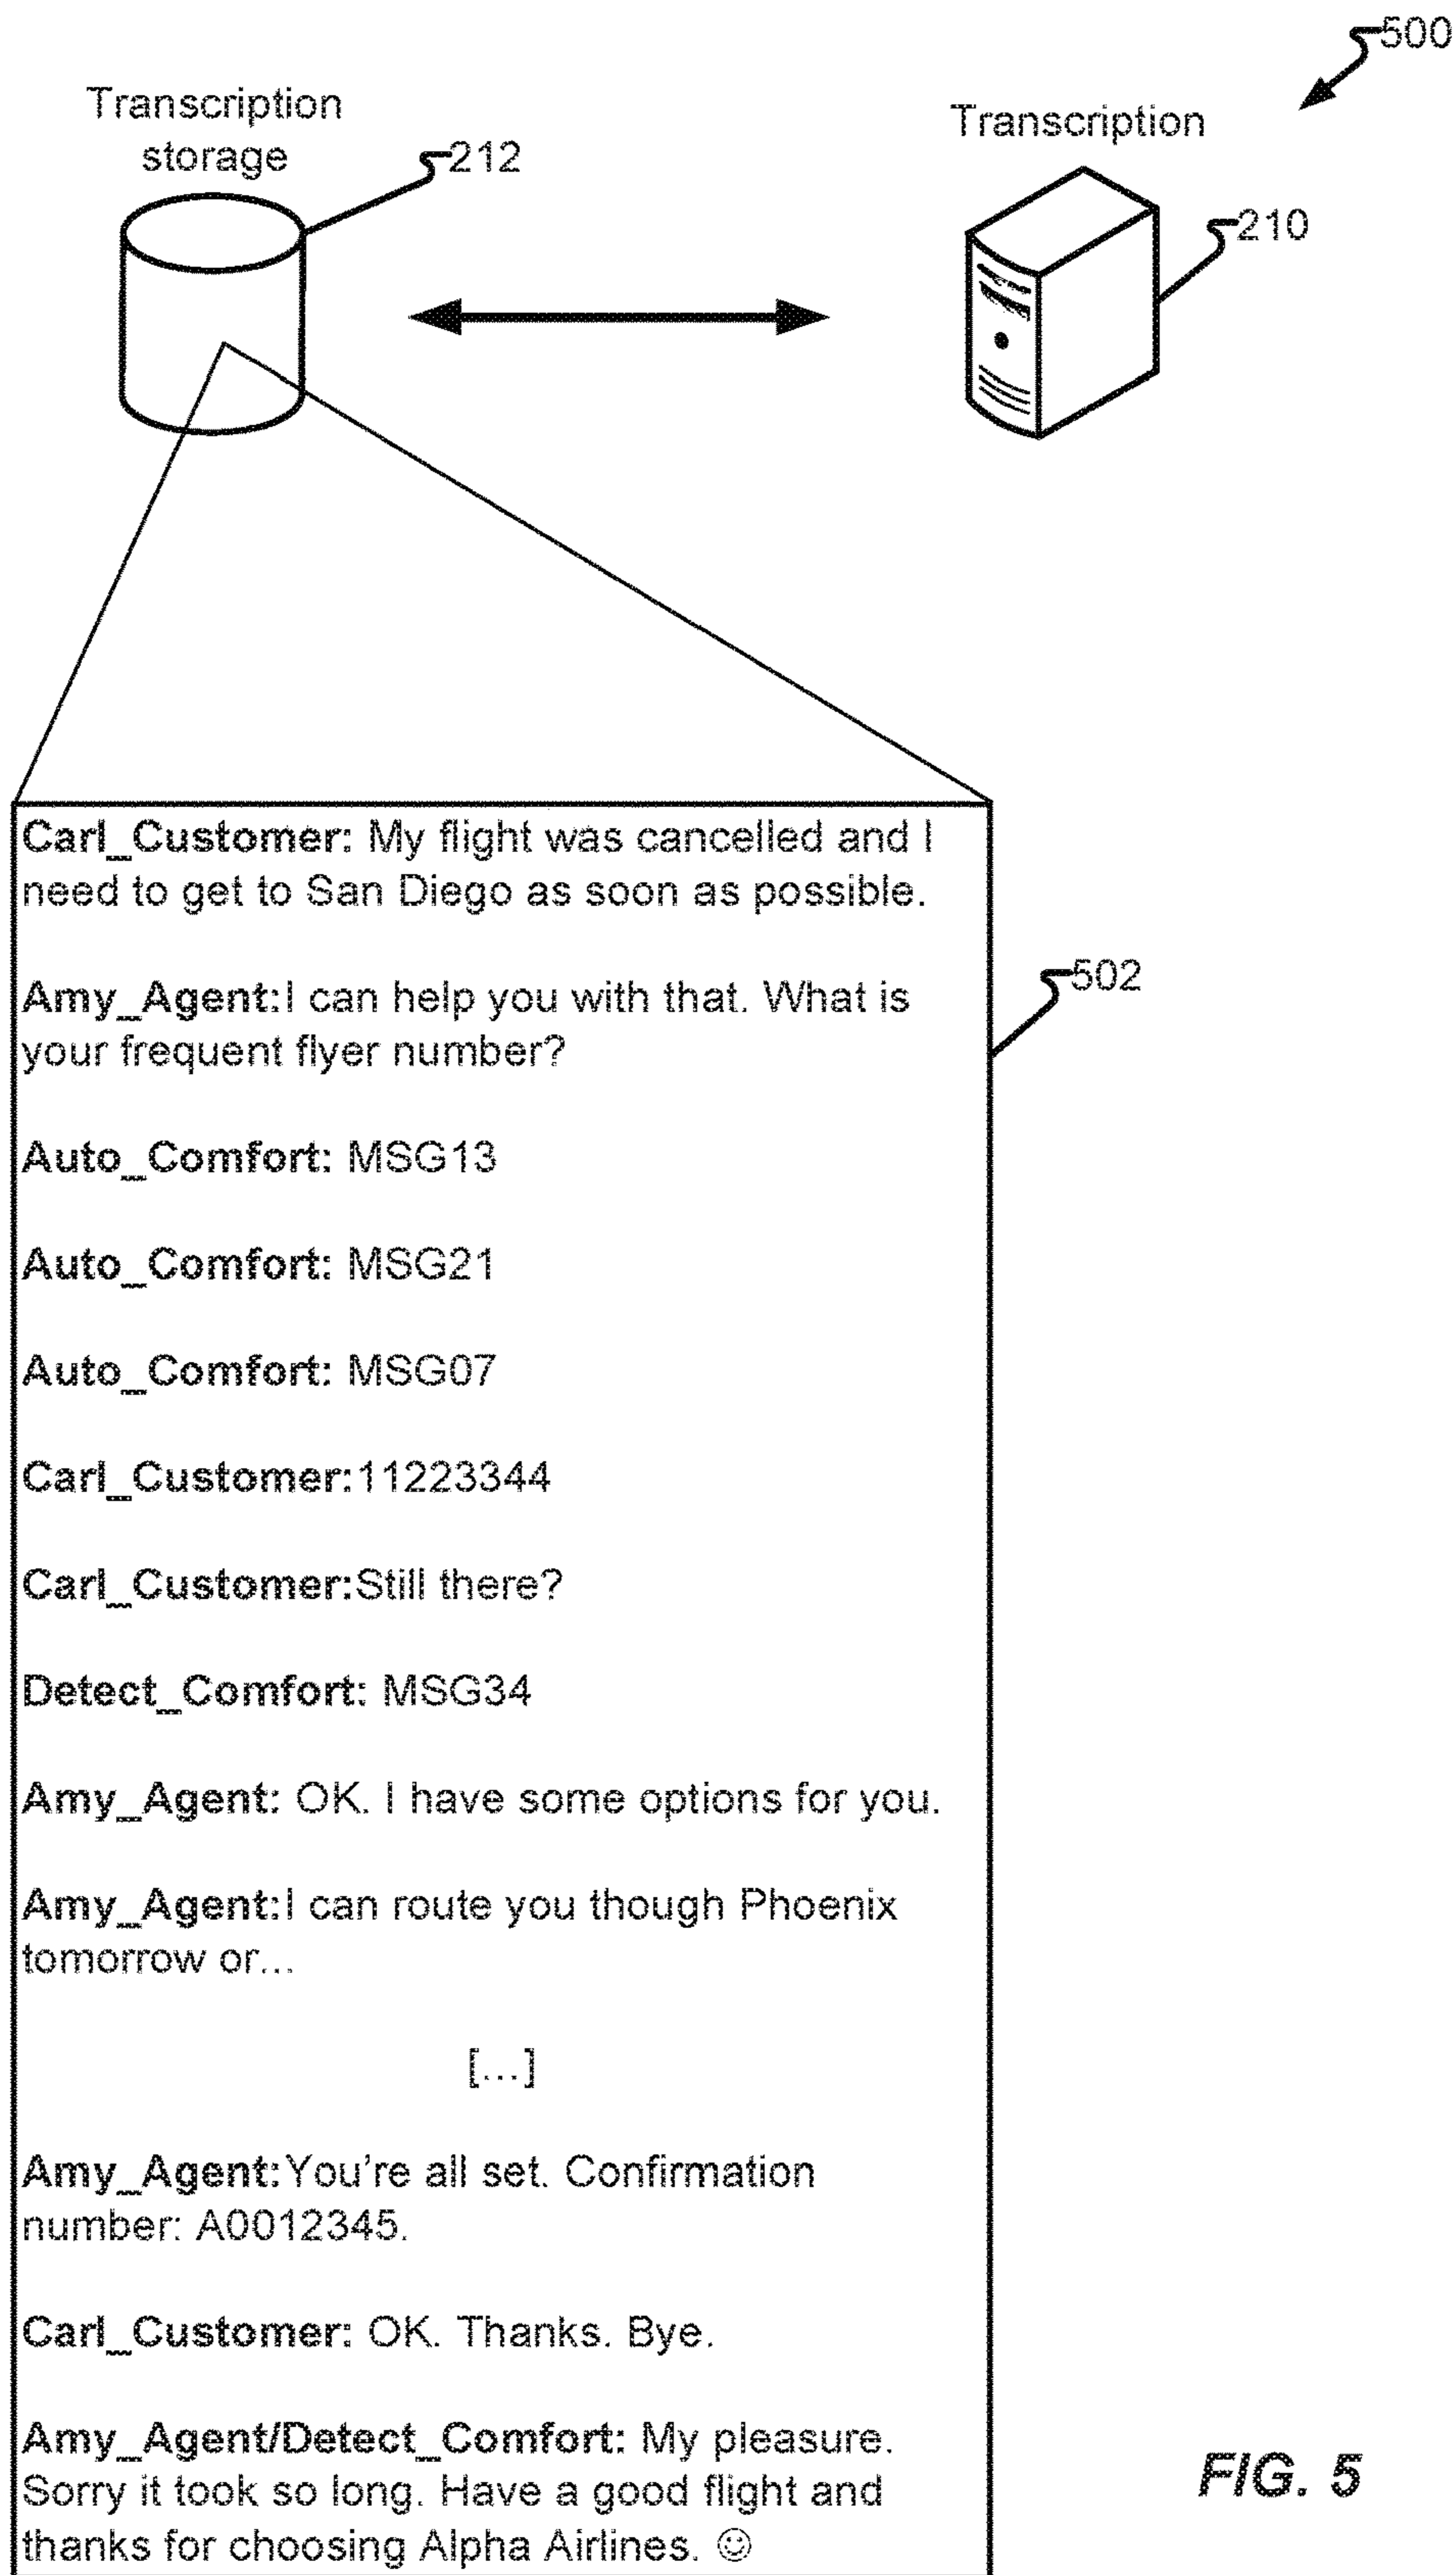 500
Transcription
storage
212
Transcription
210
Carl_Customer: My flight was cancelled and I
need to get to San Diego as soon as possible.
Amy_Agent:I can help you with that. What is
your frequent flyer number?
502
Auto_Comfort: MSG13
Auto_Comfort: MSG21
Auto_Comfort: MSG07
Carl_Customer:11223344
Carl_Customer:Still there?
Detect_Comfort: MSG34
Amy_Agent: OK. I have some options for you.
Amy_Agent:I can route you though Phoenix
tomorrow or...
[...]
Amy_Agent:You're all set. Confirmation
number: A0012345.
Carl_Customer: OK. Thanks. Bye.
Amy_Agent/Detect_Comfort: My pleasure.
Sorry it took so long. Have a good flight and
thanks for choosing Alpha Airlines. ☺
FIG. 5